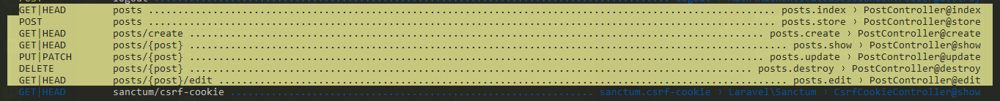 GET|HEAD posts ........................................................................................................... posts.index › PostController@index
POST posts ........................................................................................................... posts.store › PostController@store
GET|HEAD posts/create .................................................................................................. posts.create › PostController@create
GET|HEAD posts/{post} ....................................................................................................... posts.show › PostController@show
PUT|PATCH posts/{post} .................................................................................................. posts.update › PostController@update
DELETE posts/{post} ................................................................................................ posts.destroy › PostController@destroy
GET|HEAD posts/{post}/edit .................................................................................................. posts.edit › PostController@edit
GET|HEAD sanctum/csrf-cookie .............................................................. sanctum.csrf-cookie › Laravel\Sanctum › CsrfCookieController@show